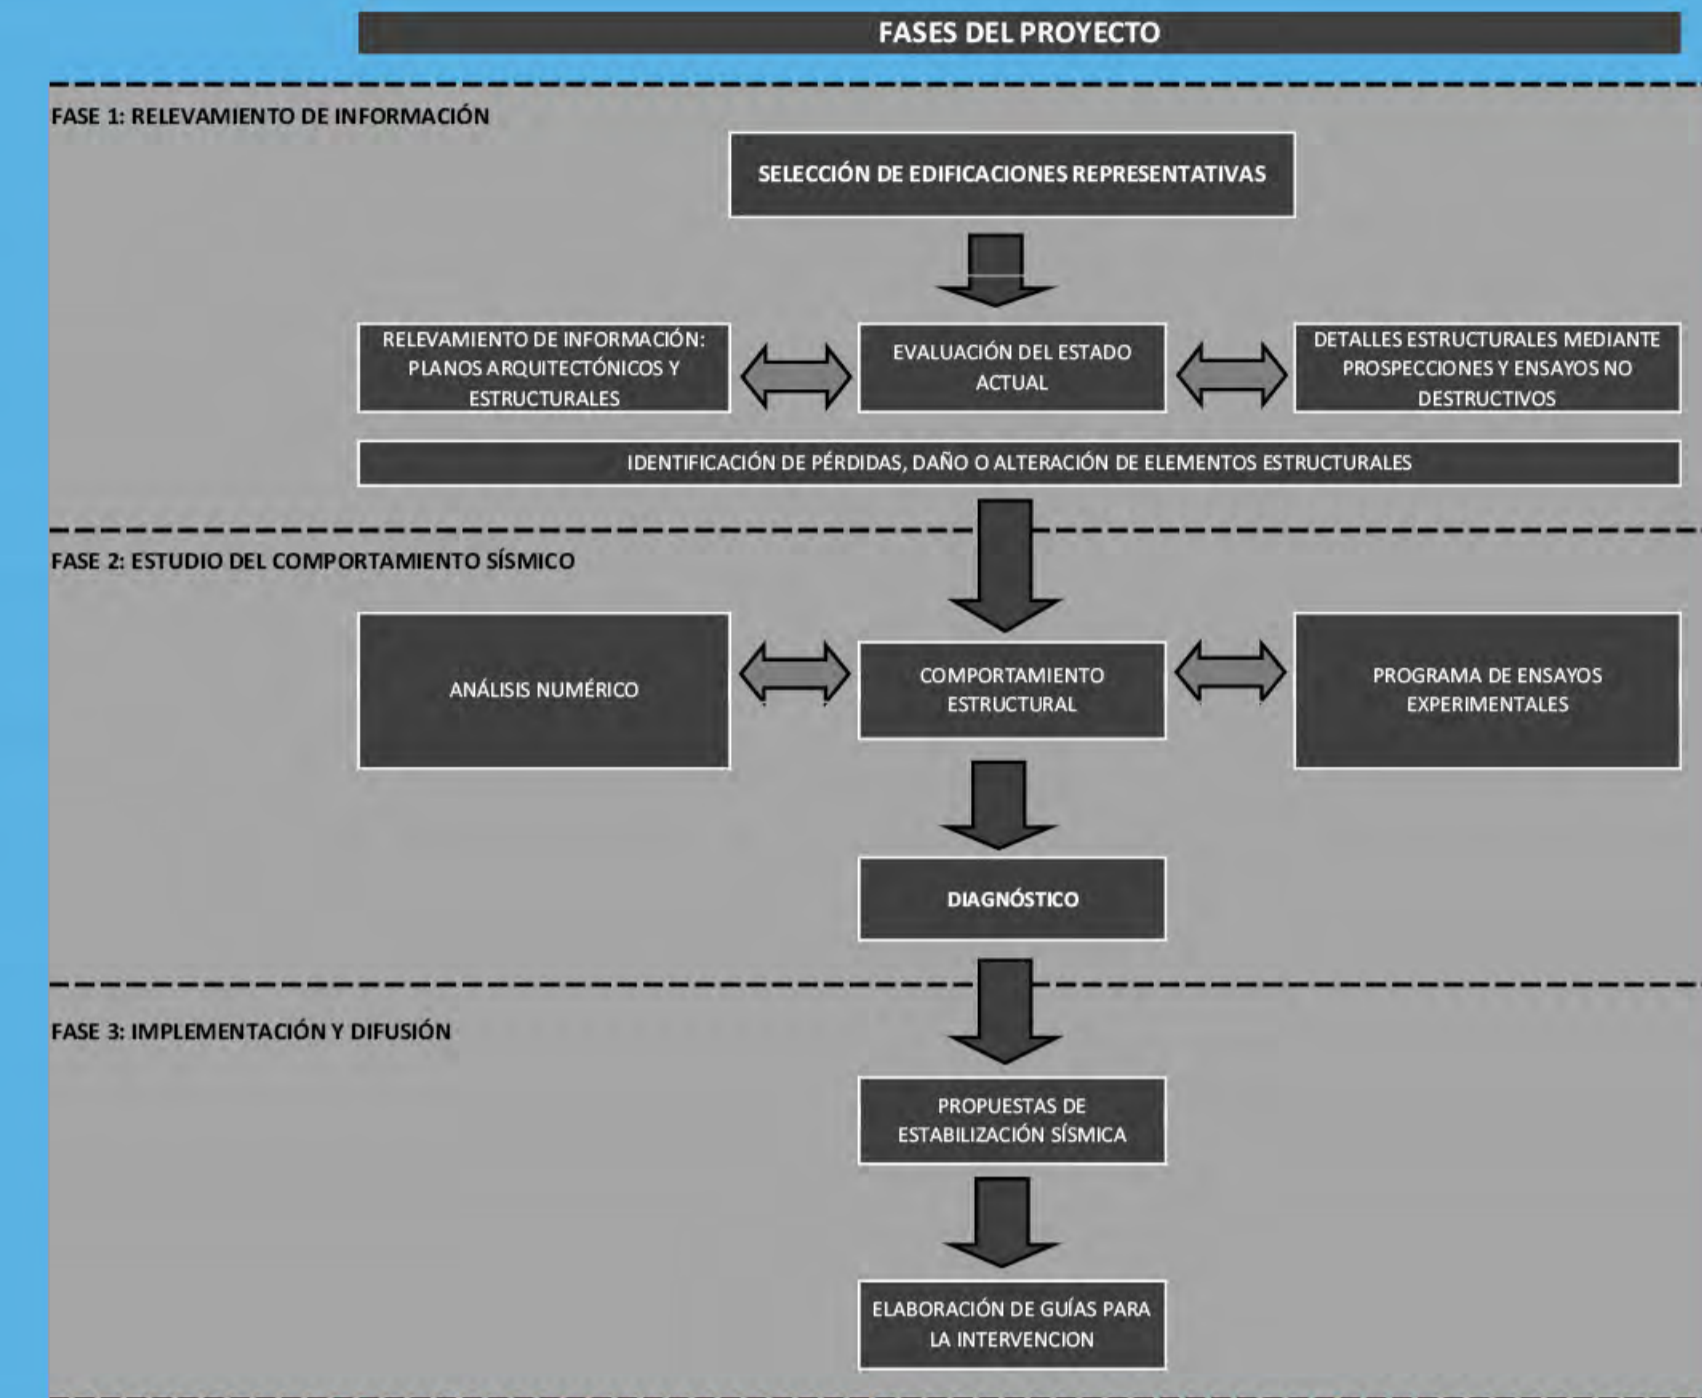 FASES DEL PROYECTO
FASE 1: RELEVAMIENTO DE INFORMACIÓN
SELECCIÓN DE EDIFICACIONES REPRESENTATIVAS
RELEVAMIENTO DE INFORMACIÓN:
PLANOS ARQUITECTÓNICOS Y
ESTRUCTURALES
EVALUACIÓN DEL ESTADO
ACTUAL
DETALLES ESTRUCTURALES MEDIANTE
PROSPECCIONES Y ENSAYOS NO
DESTRUCTIVOS
IDENTIFICACIÓN DE PÉRDIDAS, DAÑO O ALTERACIÓN DE ELEMENTOS ESTRUCTURALES
FASE 2: ESTUDIO DEL COMPORTAMIENTO SÍSMICO
ANÁLISIS NUMÉRICO
COMPORTAMIENTO
ESTRUCTURAL
PROGRAMA DE ENSAYOS
EXPERIMENTALES
DIAGNÓSTICO
FASE 3: IMPLEMENTACIÓN Y DIFUSIÓN
PROPUESTAS DE
ESTABILIZACIÓN SÍSMICA
ELABORACIÓN DE GUÍAS PARA
LA INTERVENCION